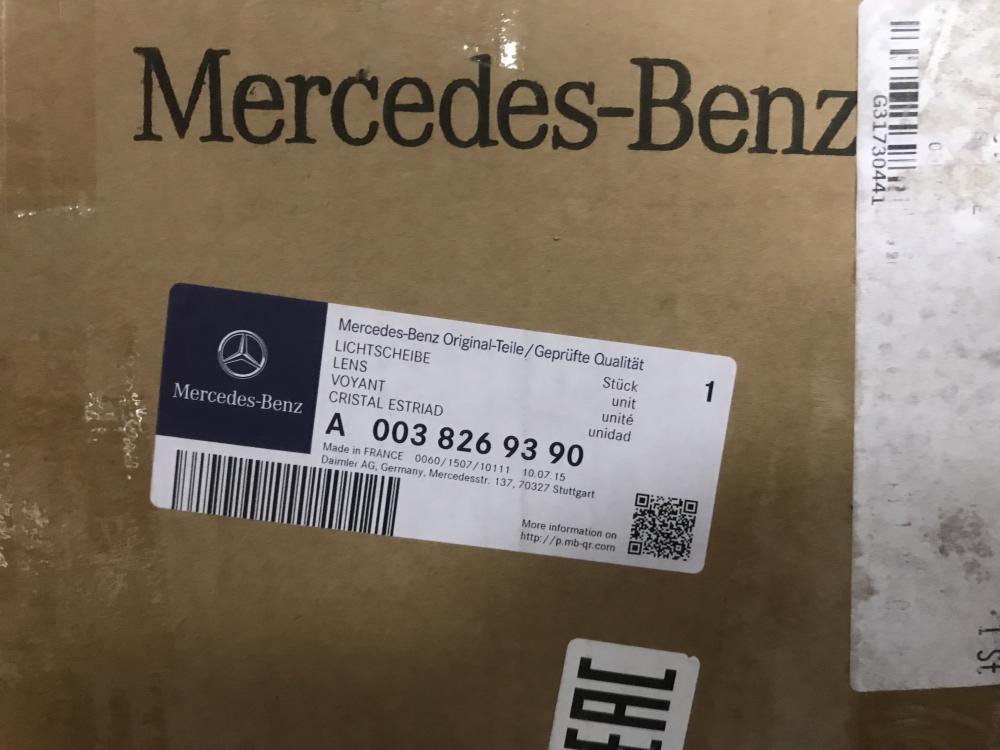 Mercedes-Benz
G31730441
Mercedes-Benz
Mercedes-Benz Original-Teile/Geprüfte Qualität
LICHTSCHEIBE
LENS
VOYANT
CRISTAL ESTRIAD
Stück
unit
unité
unidad
1
A 003 826 93 90
Made in FRANCE 0060/1507/10111 10.07.15
Daimler AG, Germany, Mercedesstr. 137, 70327 Stuttgart
More information on
http://p.mb-qr.com
EAC
1 St